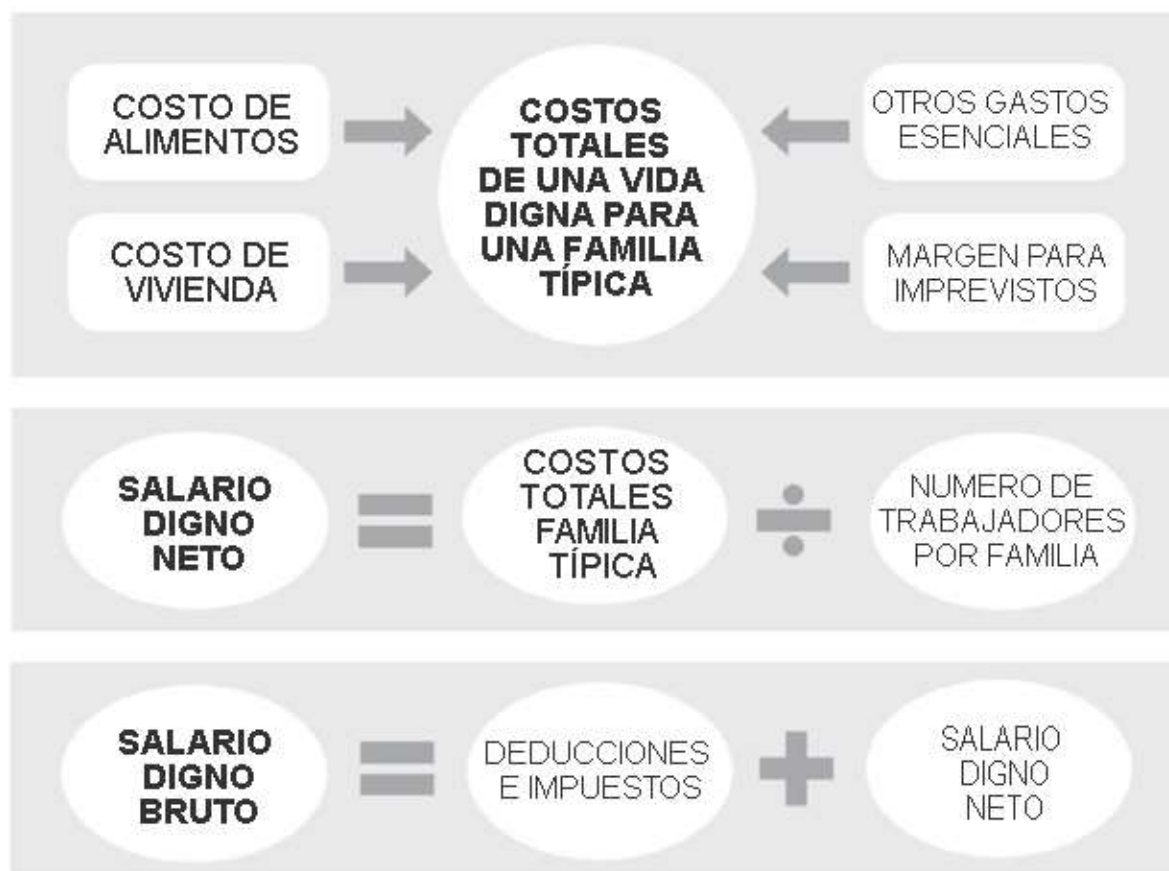 COSTO DE
ALIMENTOS
COSTO DE
VIVIENDA
COSTOS
TOTALES
DE UNA VIDA
DIGNA PARA
UNA FAMILIA
TÍPICA
OTROS GASTOS
ESENCIALES
MARGEN PARA
IMPREVISTOS
SALARIO
DIGNO
NETO
=
COSTOS
TOTALES
FAMILIA
TÍPICA
÷
NUMERO DE
TRABAJADORES
POR FAMILIA
SALARIO
DIGNO
BRUTO
=
DEDUCCIONES
E IMPUESTOS
+
SALARIO
DIGNO
NETO